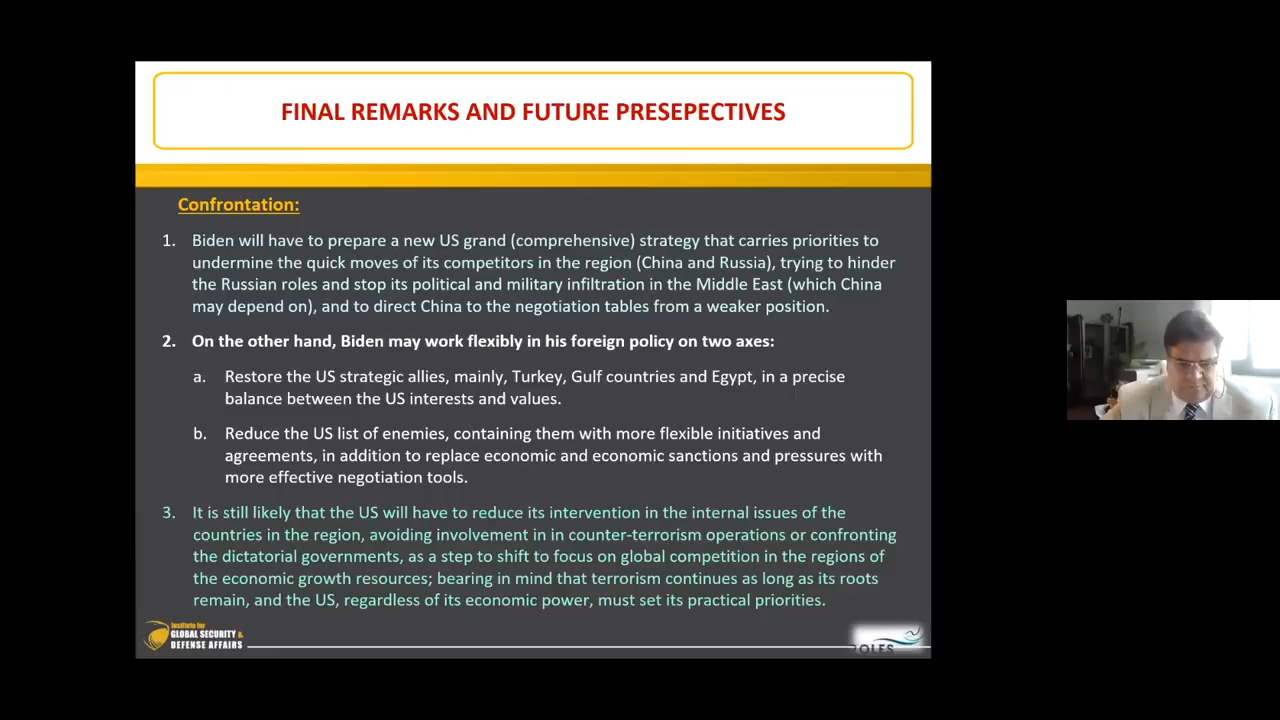 FINAL REMARKS AND FUTURE PRESEPECTIVES
Confrontation:
1. Biden will have to prepare a new US grand (comprehensive) strategy that carries priorities to
undermine the quick moves of its competitors in the region (China and Russia), trying to hinder
the Russian roles and stop its political and military infiltration in the Middle East (which China
may depend on), and to direct China to the negotiation tables from a weaker position.
2. On the other hand, Biden may work flexibly in his foreign policy on two axes:
a. Restore the US strategic allies, mainly, Turkey, Gulf countries and Egypt, in a precise
balance between the US interests and values.
b. Reduce the US list of enemies, containing them with more flexible initiatives and
agreements, in addition to replace economic and economic sanctions and pressures with
more effective negotiation tools.
3. It is still likely that the US will have to reduce its intervention in the internal issues of the
countries in the region, avoiding involvement in in counter-terrorism operations or confronting
the dictatorial governments, as a step to shift to focus on global competition in the regions of
the economic growth resources; bearing in mind that terrorism continues as long as its roots
remain, and the US, regardless of its economic power, must set its practical priorities.
Institute for
GLOBAL SECURITY &
DEFENSE AFFAIRS